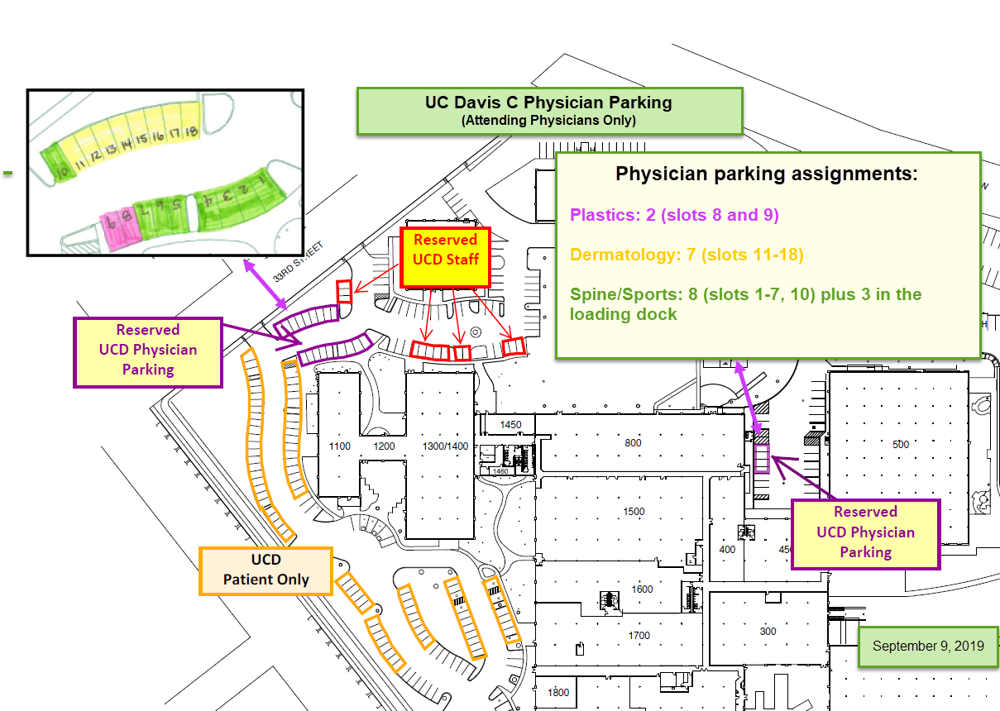 UC Davis C Physician Parking
(Attending Physicians Only)
Physician parking assignments:
Plastics: 2 (slots 8 and 9)
Dermatology: 7 (slots 11-18)
Spine/Sports: 8 (slots 1-7, 10) plus 3 in the
loading dock
10 11 12 13 14 15 16 17 18
9 8 7 6 5 4 3 2 1
33RD STREET
Reserved
UCD Staff
Reserved
UCD Physician
Parking
H H
H
1450
1100
1200
1300/1400
1460
800
500
1500
400
Reserved
UCD Physician
Parking
UCD
Patient Only
1600
1700
300
September 9, 2019
1800